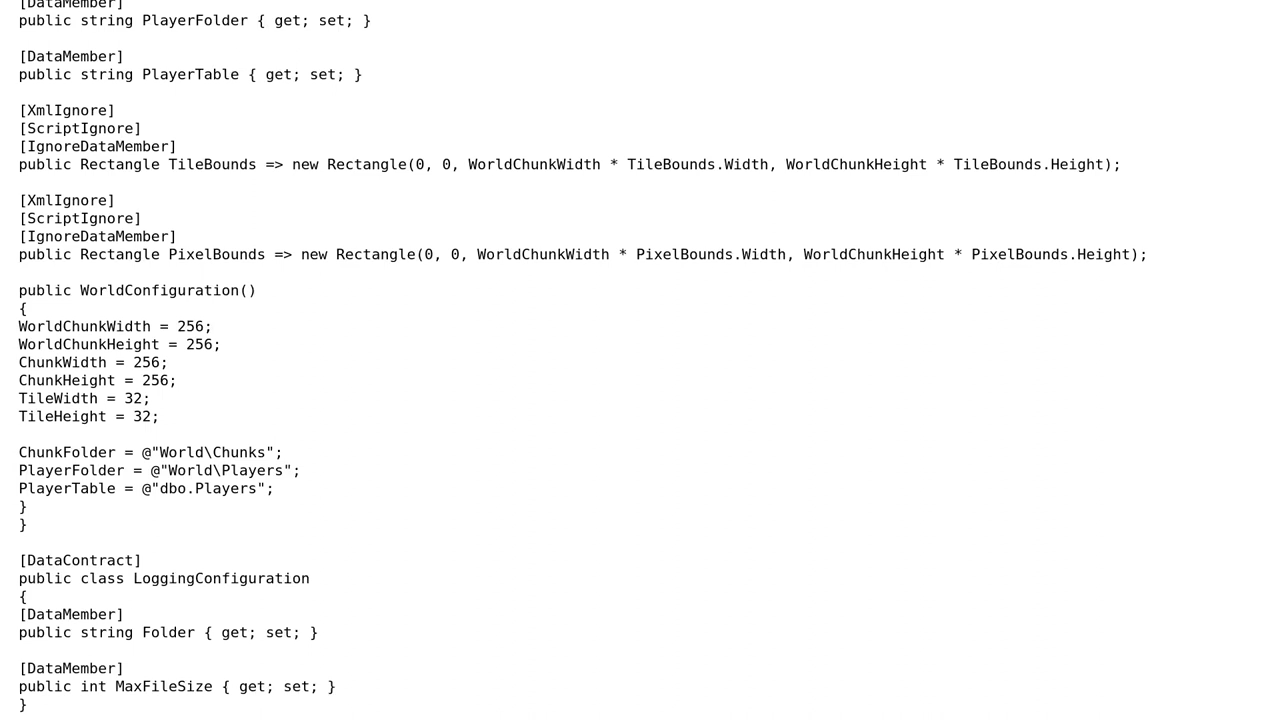 [DataMember]
public string PlayerFolder { get; set; }
[DataMember]
public string PlayerTable { get; set; }
[XmlIgnore]
[ScriptIgnore]
[IgnoreDataMember]
public Rectangle TileBounds => new Rectangle(0, 0, WorldChunkWidth * TileBounds.Width, WorldChunkHeight * TileBounds.Height);
[XmlIgnore]
[ScriptIgnore]
[IgnoreDataMember]
public Rectangle PixelBounds => new Rectangle(0, 0, WorldChunkWidth * PixelBounds.Width, WorldChunkHeight * PixelBounds.Height);
public WorldConfiguration()
{
WorldChunkWidth = 256;
WorldChunkHeight = 256;
ChunkWidth = 256;
ChunkHeight = 256;
TileWidth = 32;
TileHeight = 32;
ChunkFolder = @"World\Chunks";
PlayerFolder = @"World\Players";
PlayerTable = @"dbo.Players";
}
}
[DataContract]
public class LoggingConfiguration
{
[DataMember]
public string Folder { get; set; }
[DataMember]
public int MaxFileSize { get; set; }
}